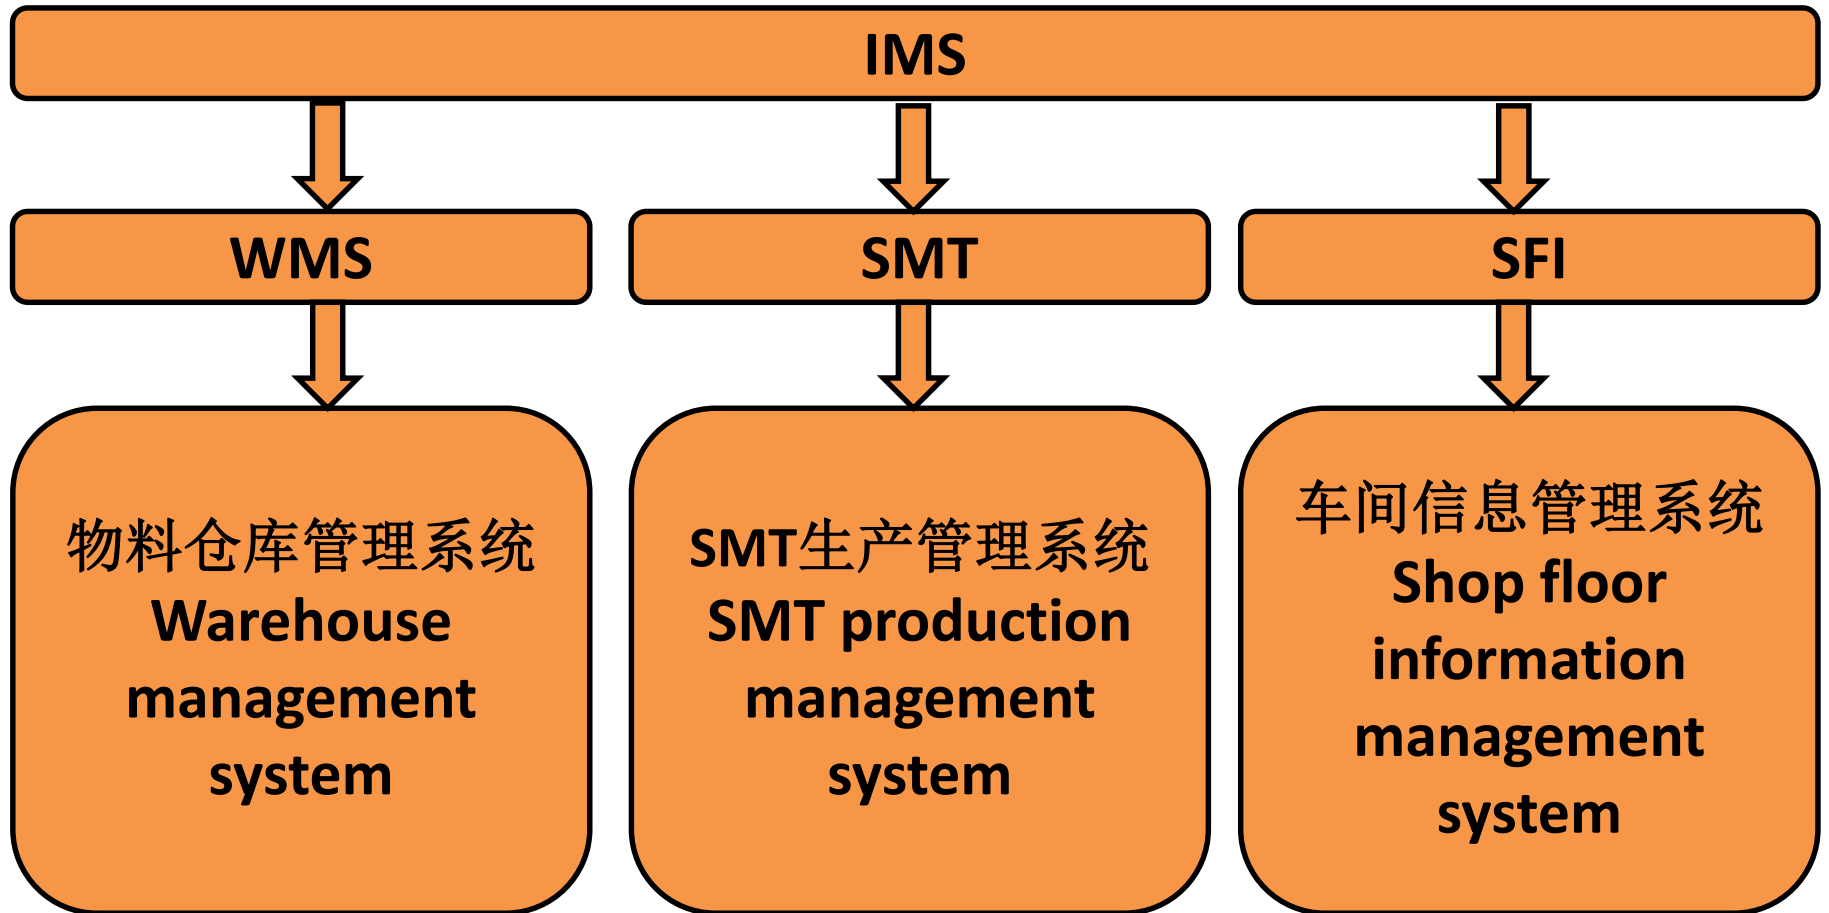 IMS
WMS
SMT
SFI
物料仓库管理系统
Warehouse
management
system
SMT生产管理系统
SMT production
management
system
车间信息管理系统
Shop floor
information
management
system